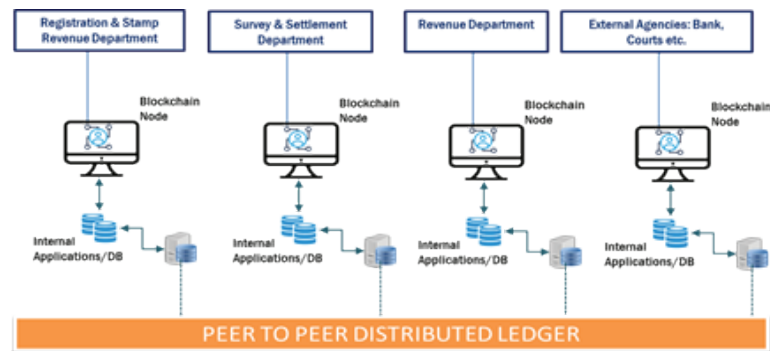 Registration & Stamp
Revenue Department
Survey & Settlement
Department
Revenue Department
External Agencies: Bank,
Courts etc.
Blockchain
Node
Blockchain
Node
Blockchain
Node
Blockchain
Node
Internal
Applications/DB
Internal
Applications/DB
Internal
Applications/DB
Internal
Applications/DB
PEER TO PEER DISTRIBUTED LEDGER